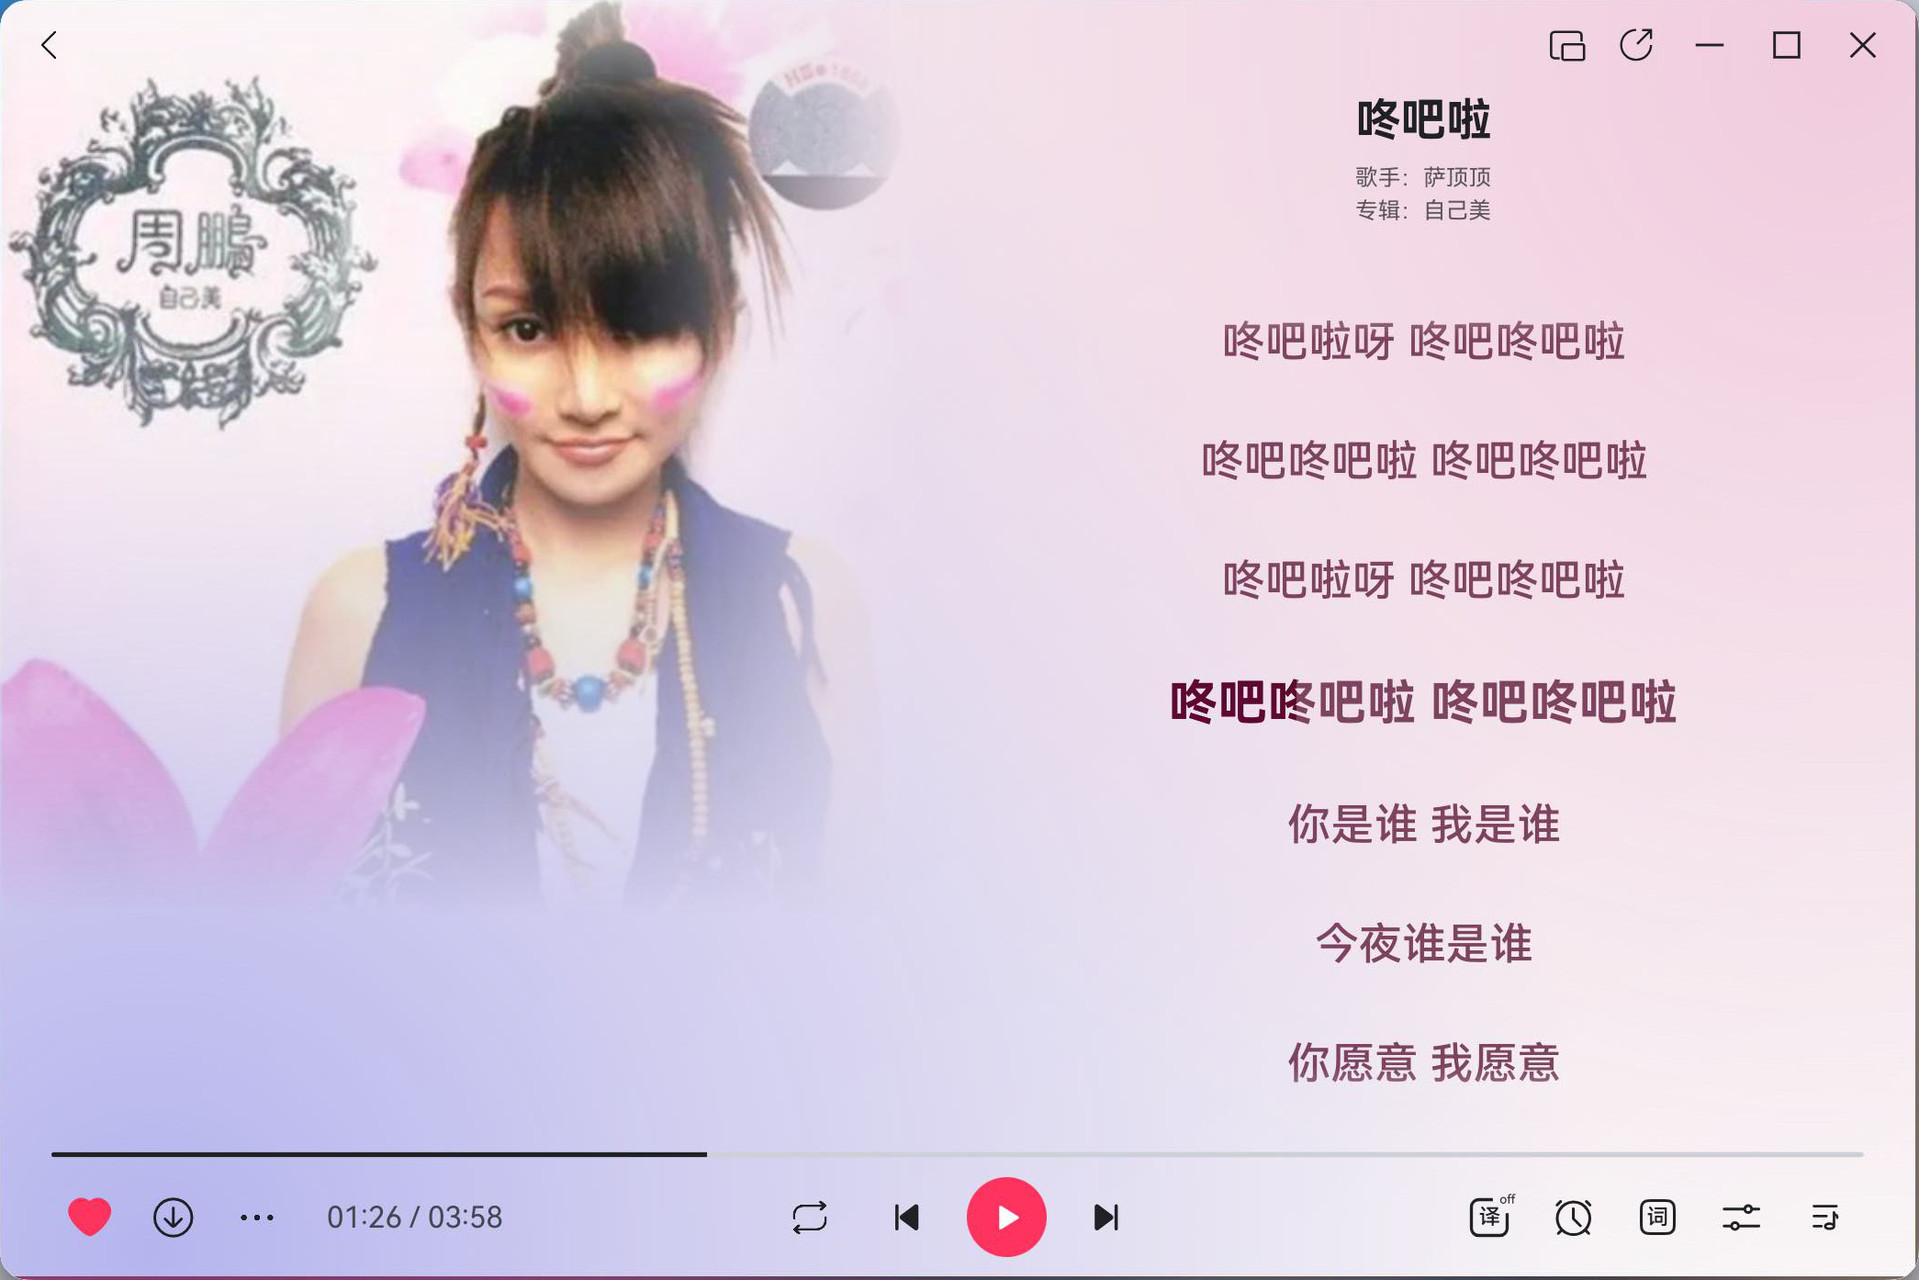 咚吧啦
歌手：萨顶顶
专辑：自己美
周鹏
自己美
咚吧啦呀 咚吧咚吧啦
咚吧咚吧啦 咚吧咚吧啦
咚吧啦呀 咚吧咚吧啦
咚吧咚吧啦 咚吧咚吧啦
你是谁 我是谁
今夜谁是谁
你愿意 我愿意
01:26 / 03:58
译 off
词